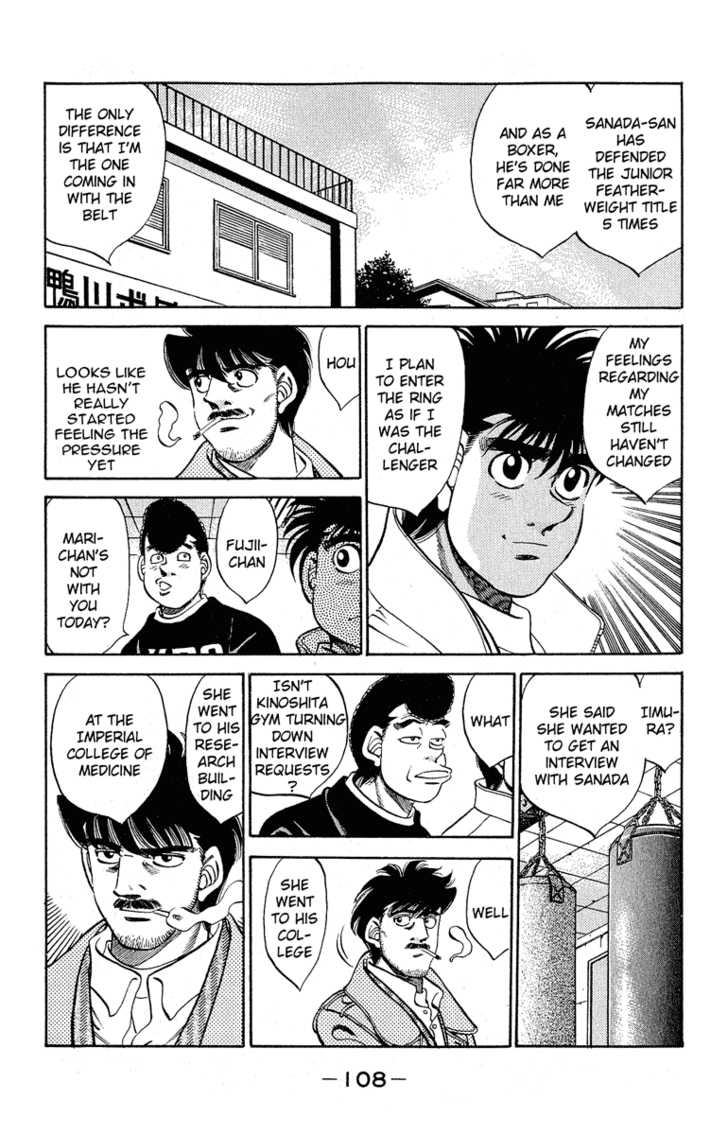 SANADA-SAN
HAS
DEFENDED
THE JUNIOR
FEATHER-
WEIGHT TITLE
5 TIMES
AND AS A
BOXER,
HE'S DONE
FAR MORE
THAN ME
THE ONLY
DIFFERENCE
IS THAT I'M
THE ONE
COMING IN
WITH THE
BELT
鴨川ボク
MY
FEELINGS
REGARDING
MY
MATCHES
STILL
HAVEN'T
CHANGED
I PLAN
TO ENTER
THE RING
AS IF I
WAS THE
CHAL-
LENGER
HOU
LOOKS LIKE
HE HASN'T
REALLY
STARTED
FEELING THE
PRESSURE
YET
FUJII-
CHAN
MARI-
CHAN'S
NOT
WITH
YOU
TODAY?
IIMU-
RA?
SHE SAID
SHE WANTED
TO GET AN
INTERVIEW
WITH SANADA
WHAT
ISN'T
KINOSHITA
GYM TURNING
DOWN
INTERVIEW
REQUESTS
?
WELL
SHE
WENT
TO HIS
COL-
LEGE
SHE
WENT
TO HIS
RESE-
ARCH
BUIL-
DING
AT THE
IMPERIAL
COLLEGE OF
MEDICINE
—108—